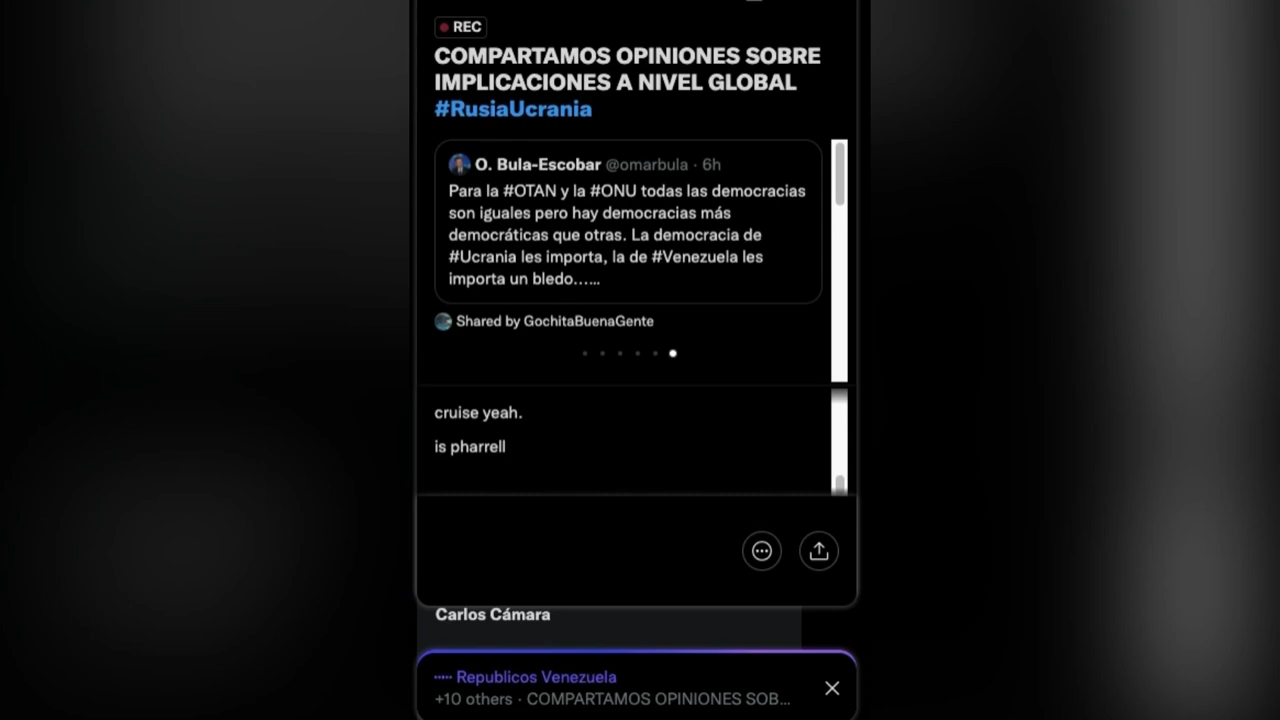 REC
COMPARTAMOS OPINIONES SOBRE
IMPLICACIONES A NIVEL GLOBAL
#RusiaUcrania
O. Bula-Escobar @omarbula · 6h
Para la #OTAN y la #ONU todas las democracias
son iguales pero hay democracias más
democráticas que otras. La democracia de
#Ucrania les importa, la de #Venezuela les
importa un bledo......
Shared by GochitaBuenaGente
cruise yeah.
is pharrell
Carlos Cámara
Republicos Venezuela
+10 others · COMPARTAMOS OPINIONES SOB...